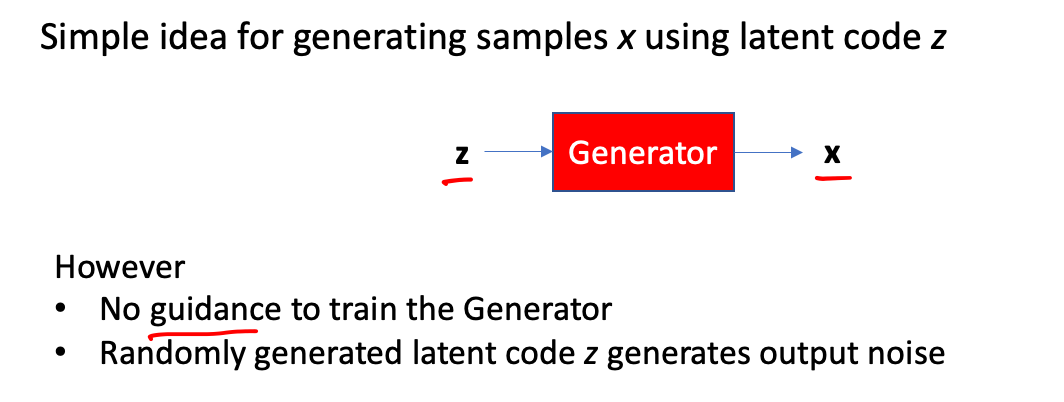 Simple idea for generating samples x using latent code z
z
Generator
x
However
• No guidance to train the Generator
• Randomly generated latent code z generates output noise